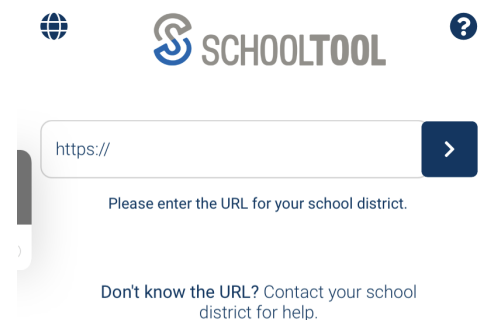 SCHOOLTOOL
?
https://
Please enter the URL for your school district.
Don't know the URL? Contact your school
district for help.